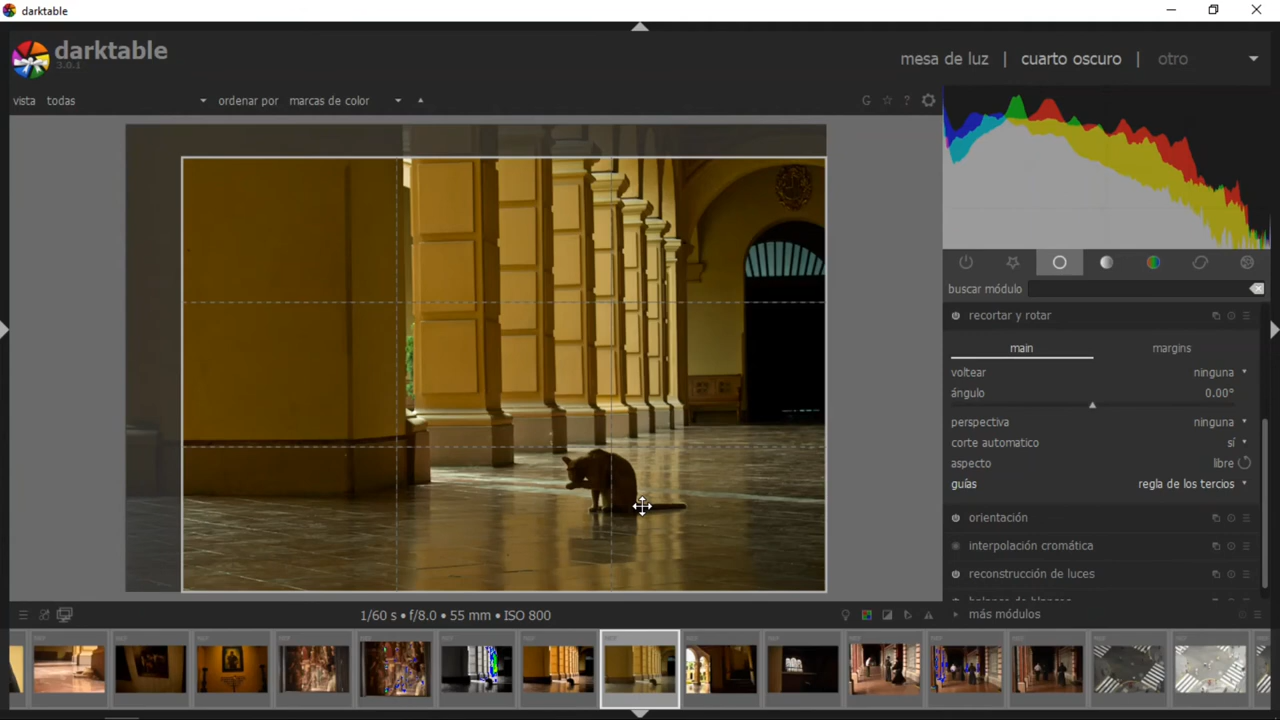 darktable
darktable
3.0.1
mesa de luz | cuarto oscuro | otro
vista todas ordenar por marcas de color
G ?
buscar módulo
recortar y rotar
main margins
voltear ninguna
ángulo 0.00°
perspectiva ninguna
corte automatico sí
aspecto libre
guías regla de los tercios
orientación
interpolación cromática
reconstrucción de luces
más módulos
1/60 s • f/8.0 • 55 mm • ISO 800